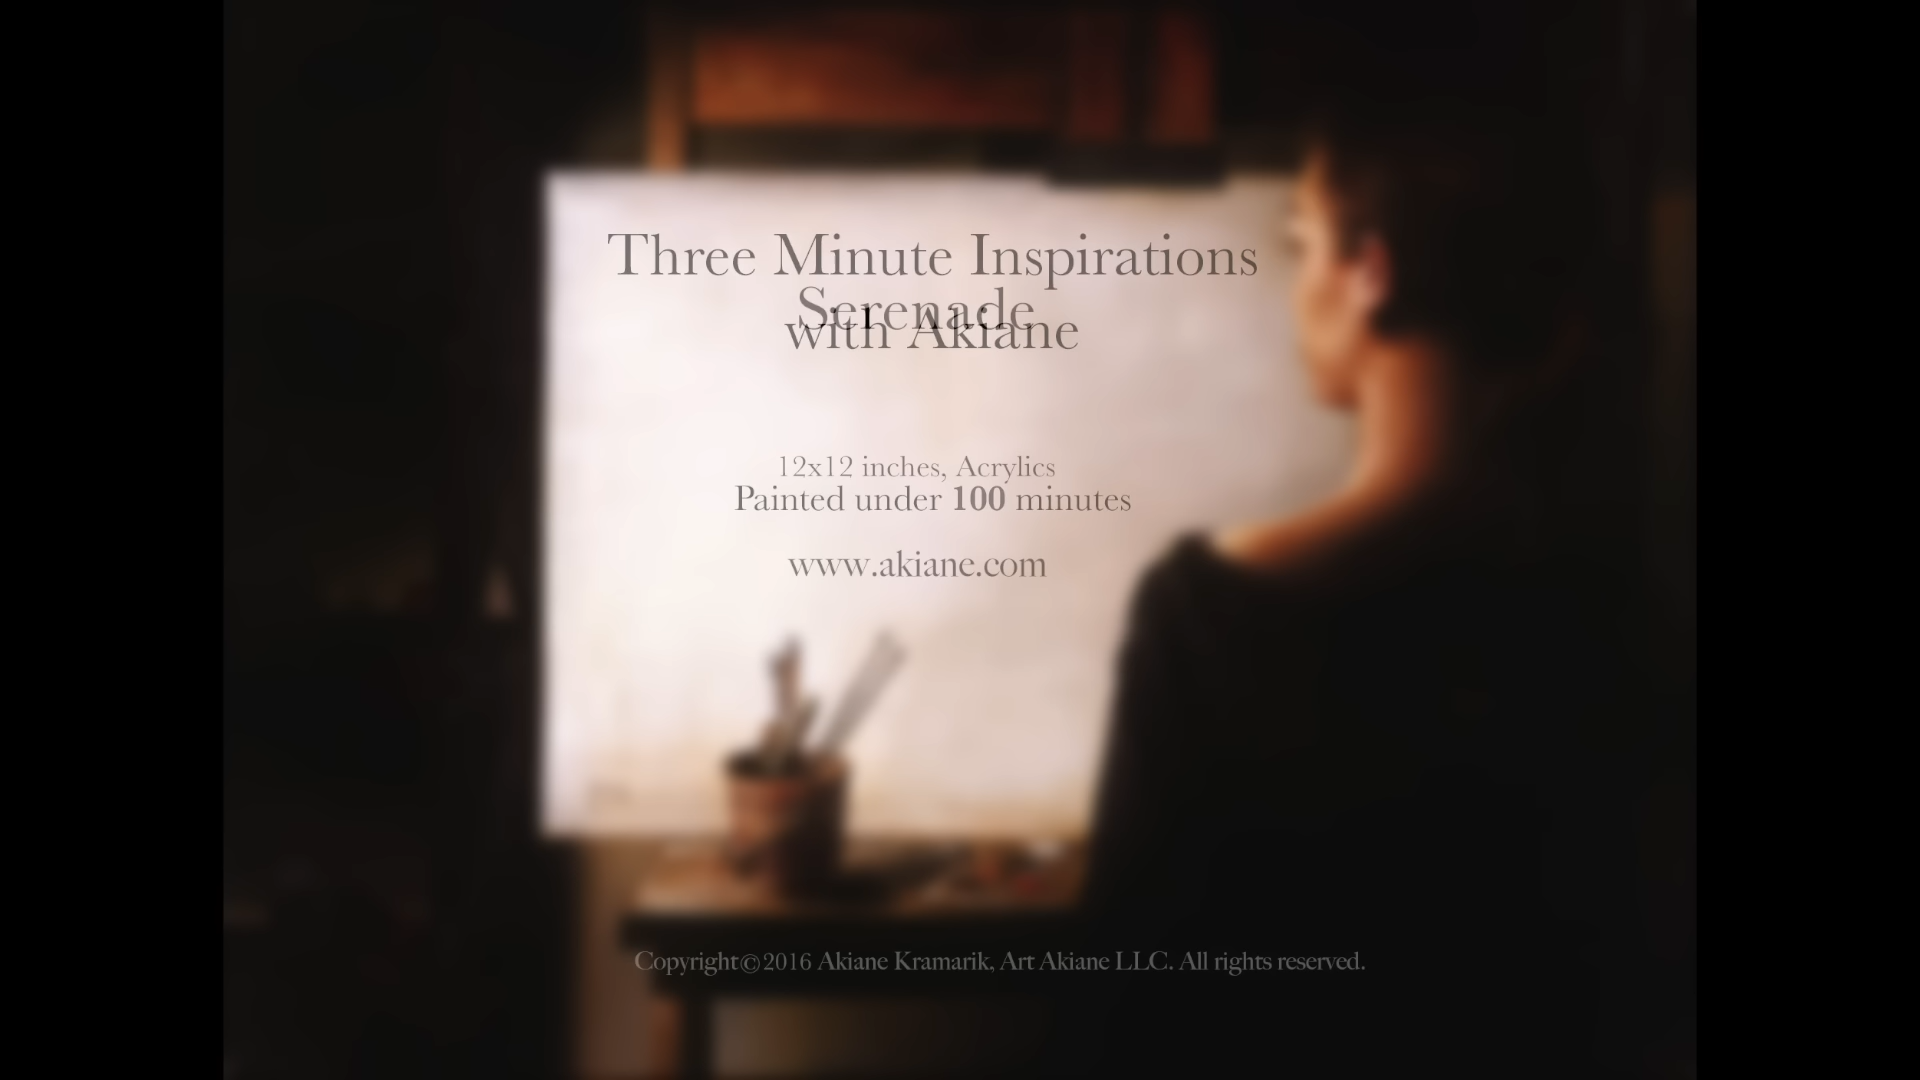 Three Minute Inspirations
Serenade
with Akiane
12x12 inches, Acrylics
Painted under 100 minutes
www.akiane.com
Copyright©2016 Akiane Kramarik, Art Akiane LLC. All rights reserved.